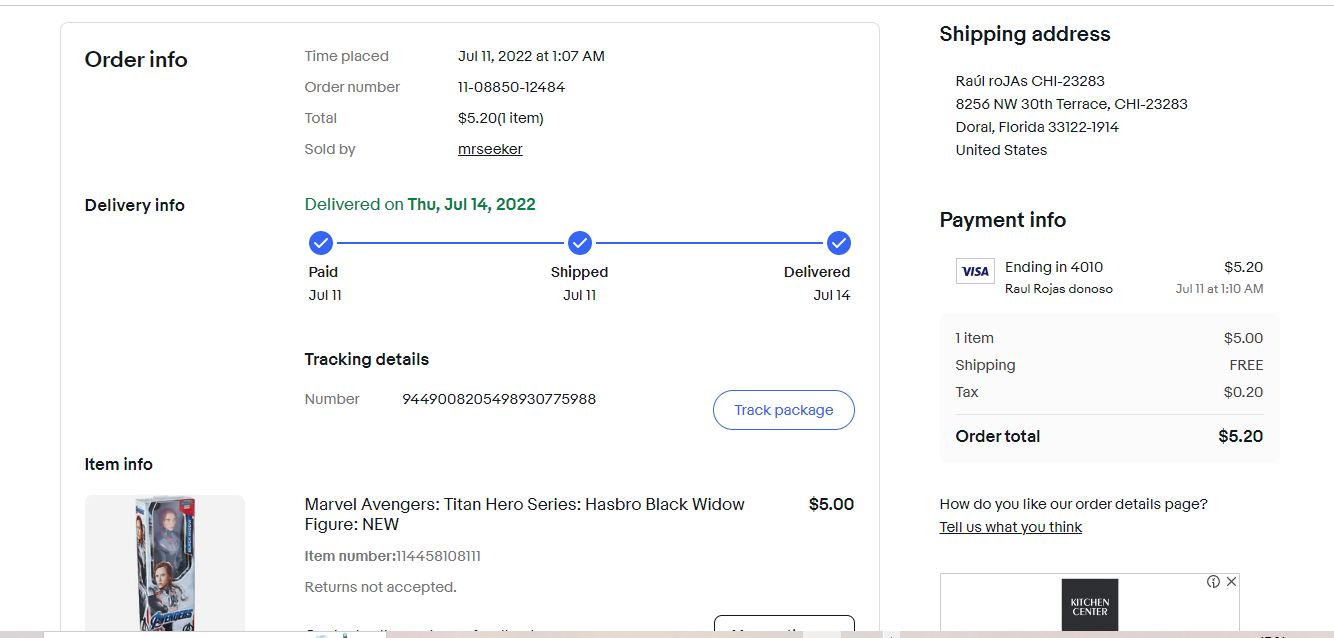 Order info
Time placed Jul 11, 2022 at 1:07 AM
Order number 11-08850-12484
Total $5.20(1 item)
Sold by mrseeker
Delivery info
Delivered on Thu, Jul 14, 2022
Paid Shipped Delivered
Jul 11 Jul 11 Jul 14
Tracking details
Number 9449008205498930775988
Track package
Item info
Marvel Avengers: Titan Hero Series: Hasbro Black Widow $5.00
Figure: NEW
Item number:114458108111
Returns not accepted.
AVENGERS
Shipping address
Raúl roJAs CHI-23283
8256 NW 30th Terrace, CHI-23283
Doral, Florida 33122-1914
United States
Payment info
VISA Ending in 4010 $5.20
Raul Rojas donoso Jul 11 at 1:10 AM
1 item $5.00
Shipping FREE
Tax $0.20
Order total $5.20
How do you like our order details page?
Tell us what you think
KITCHEN
CENTER